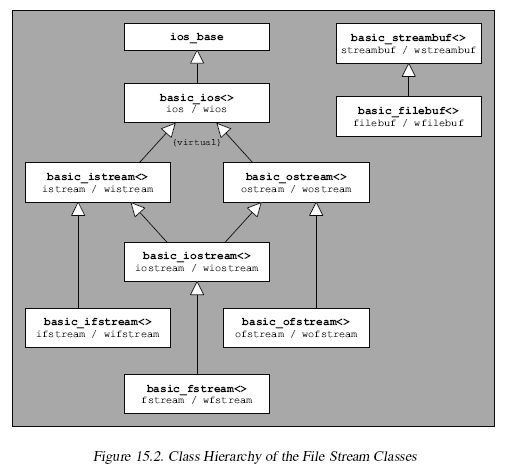 ios_base
basic_streambuf<>
streambuf / wstreambuf
basic_ios<>
ios / wios
basic_filebuf<>
filebuf / wfilebuf
{virtual}
basic_istream<>
istream / wistream
basic_ostream<>
ostream / wostream
basic_iostream<>
iostream / wiostream
basic_ifstream<>
ifstream / wifstream
basic_ofstream<>
ofstream / wofstream
basic_fstream<>
fstream / wfstream
Figure 15.2. Class Hierarchy of the File Stream Classes